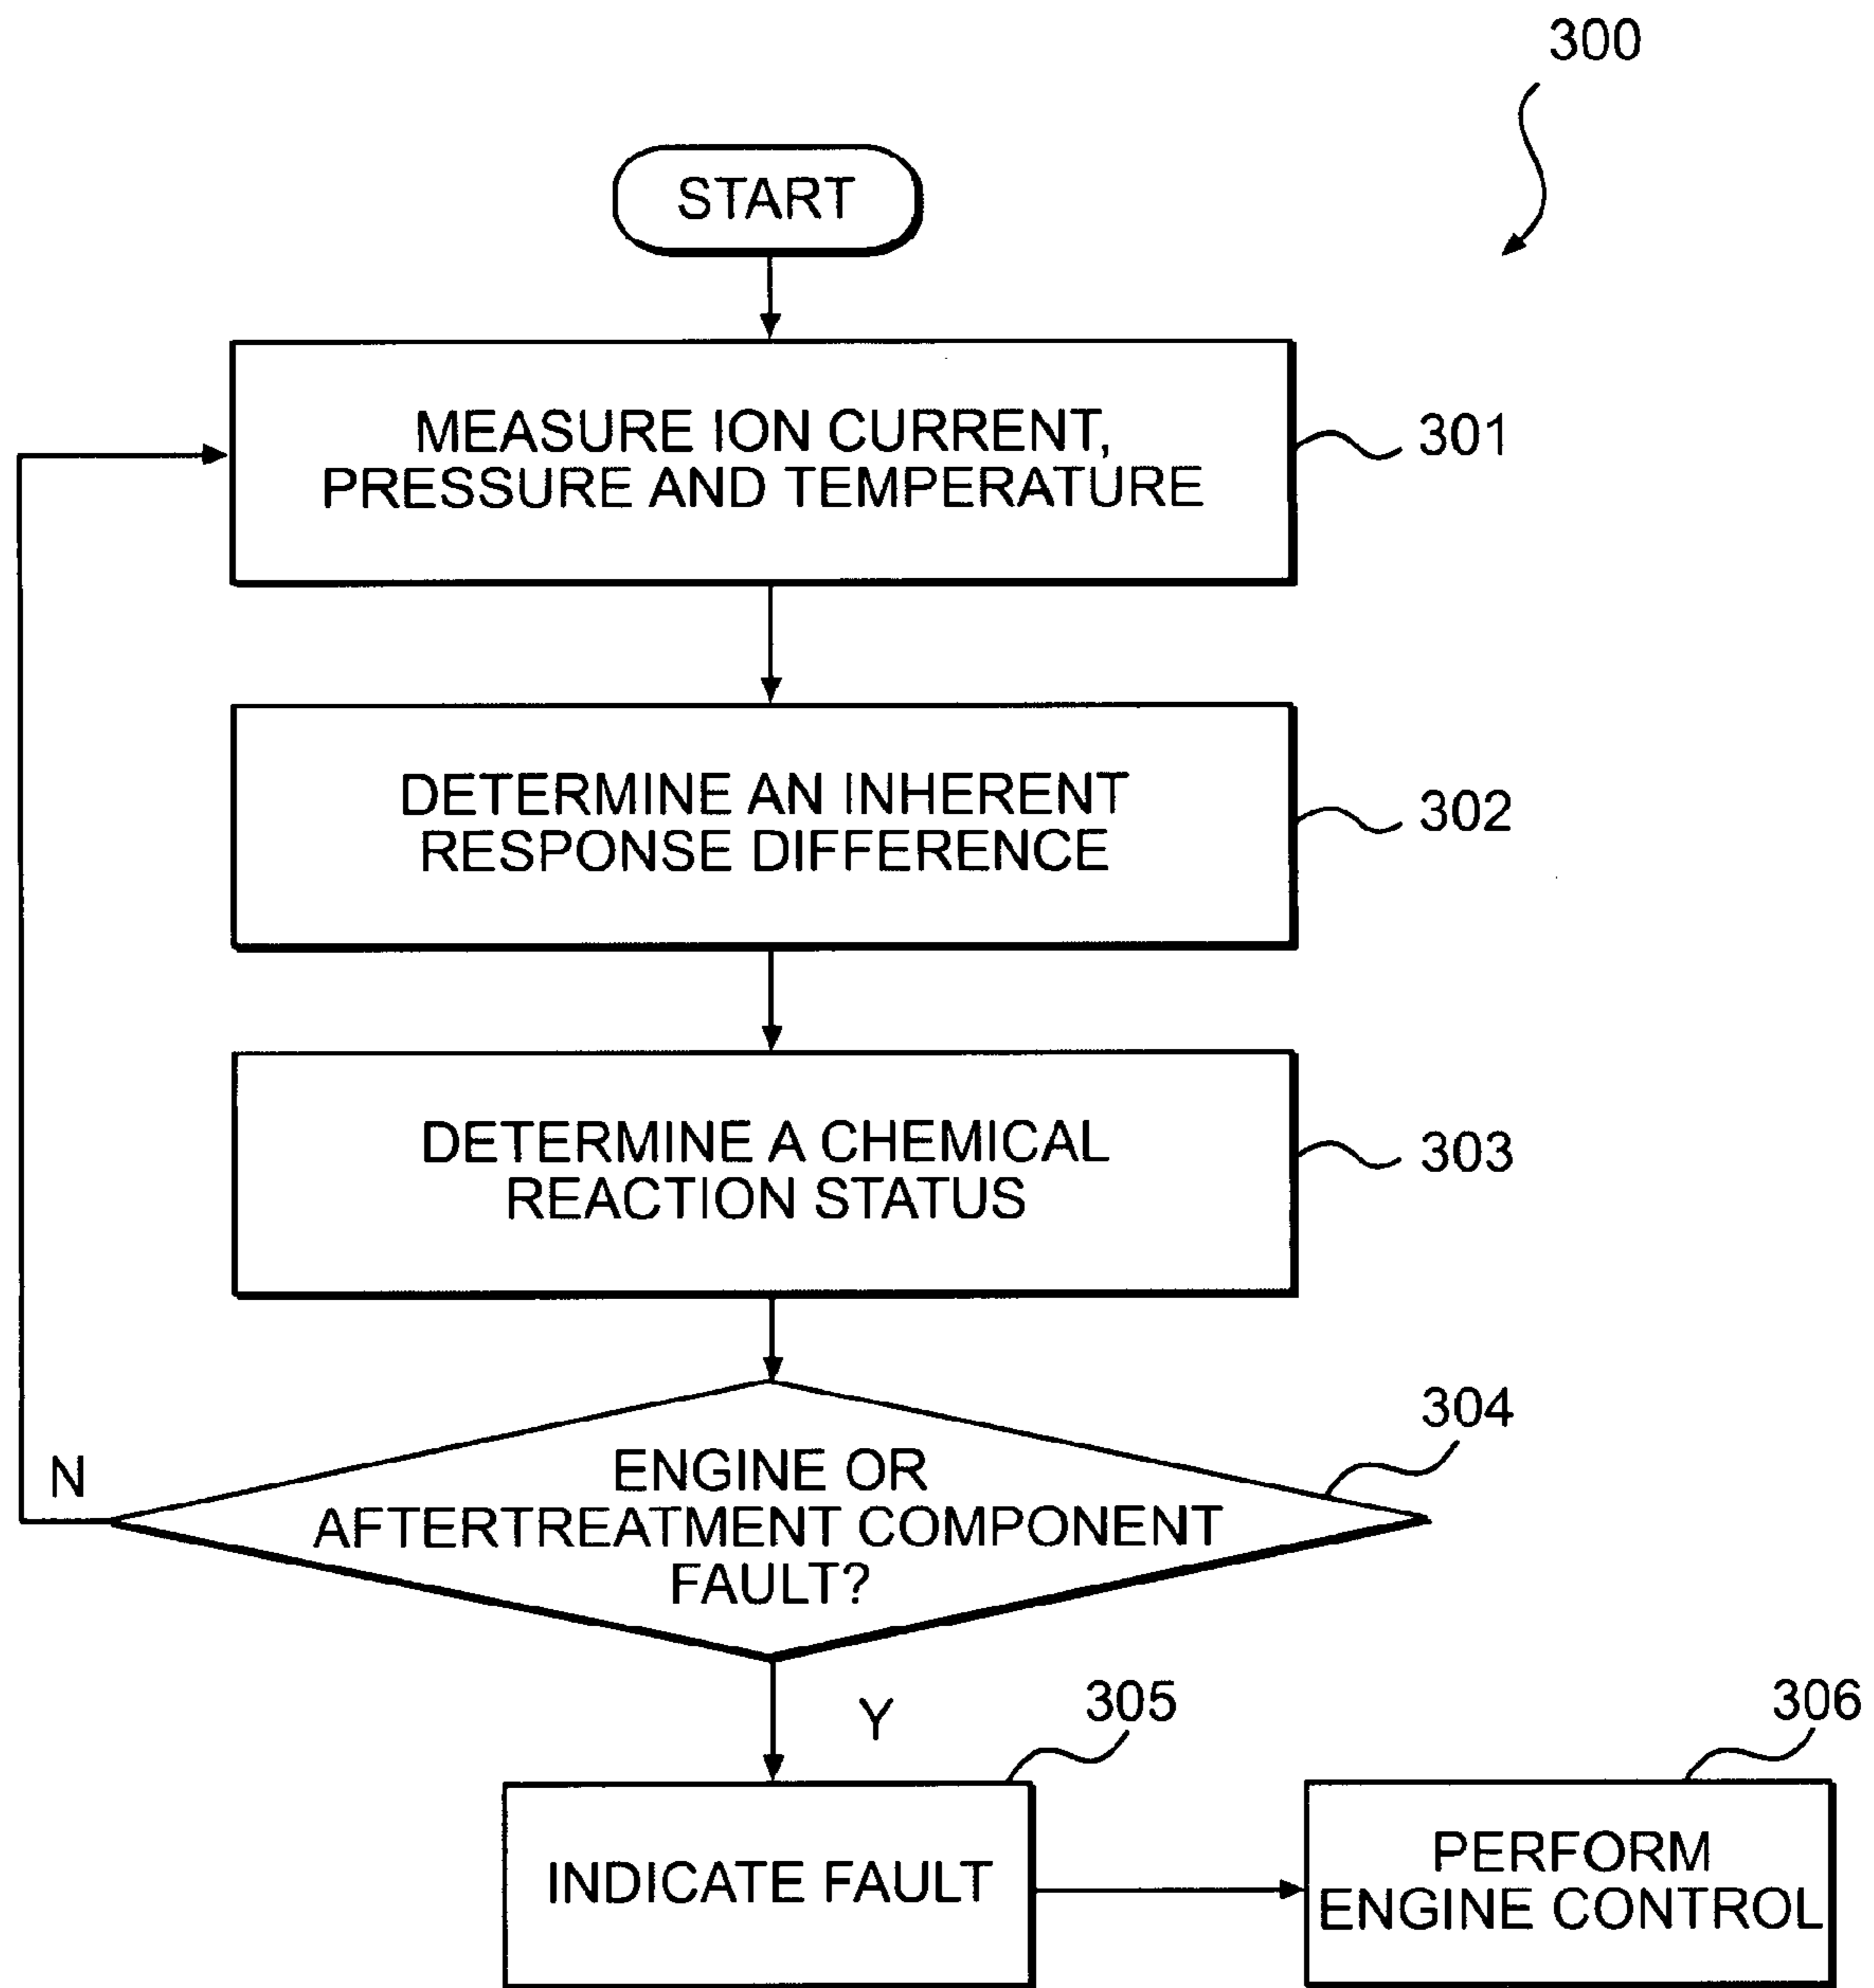 300
START
MEASURE ION CURRENT,
PRESSURE AND TEMPERATURE
301
DETERMINE AN INHERENT
RESPONSE DIFFERENCE
302
DETERMINE A CHEMICAL
REACTION STATUS
303
304
N
ENGINE OR
AFTERTREATMENT COMPONENT
FAULT?
Y
305
306
INDICATE FAULT
PERFORM
ENGINE CONTROL